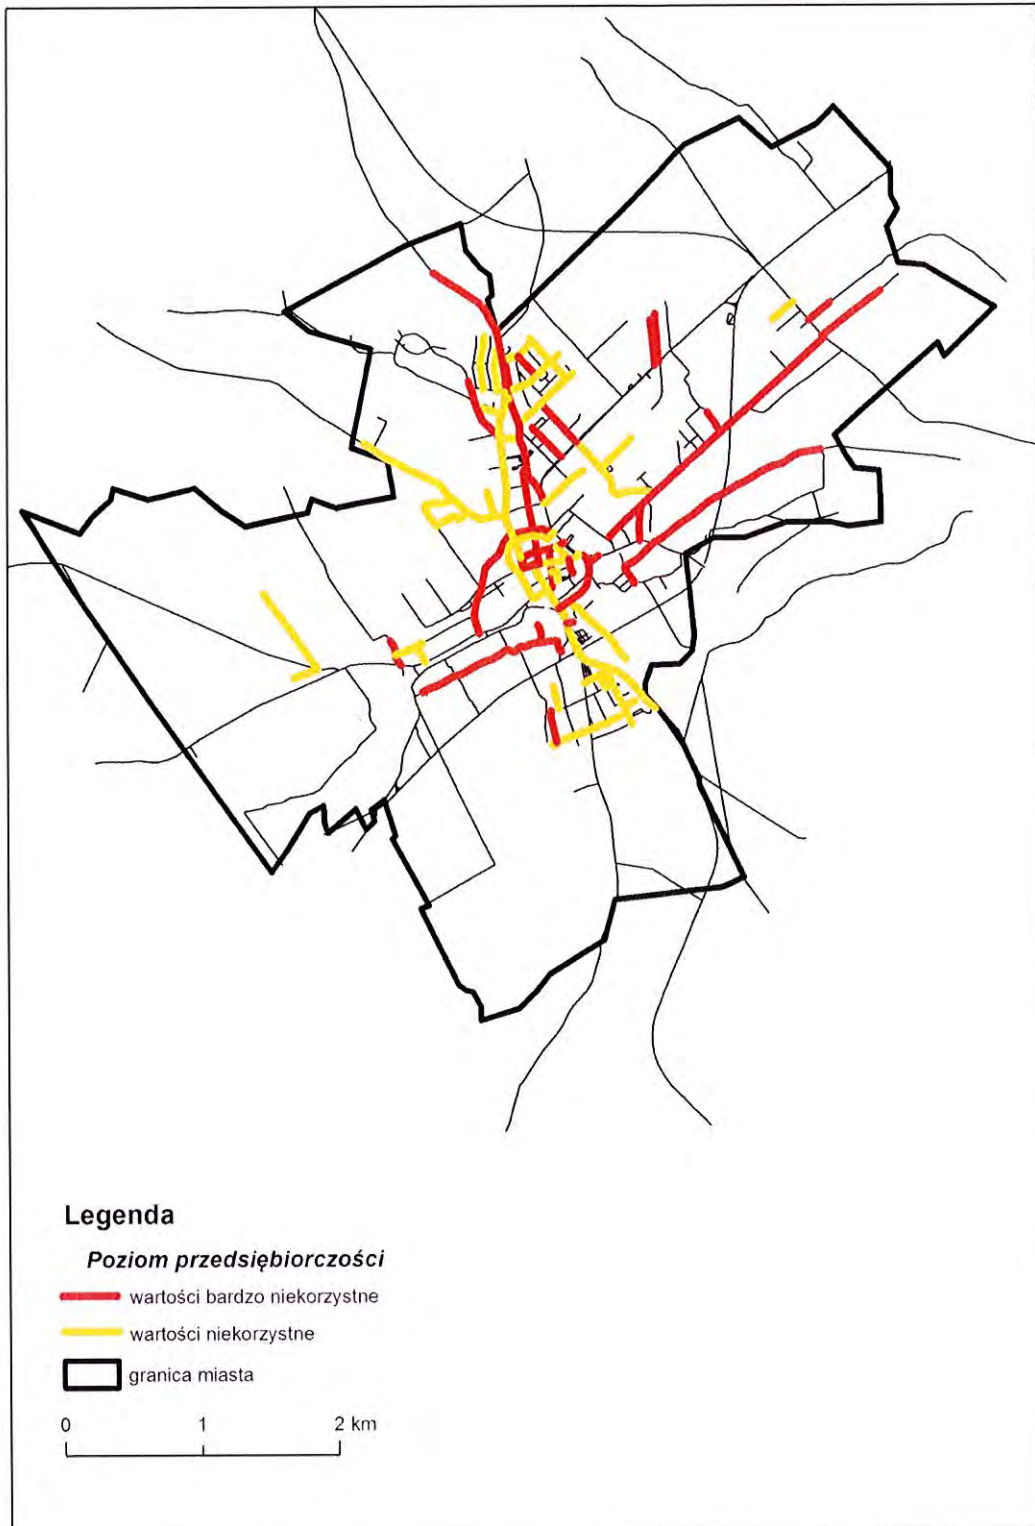 Legenda
Poziom przedsiębiorczości
wartości bardzo niekorzystne
wartości niekorzystne
granica miasta
0 1 2 km